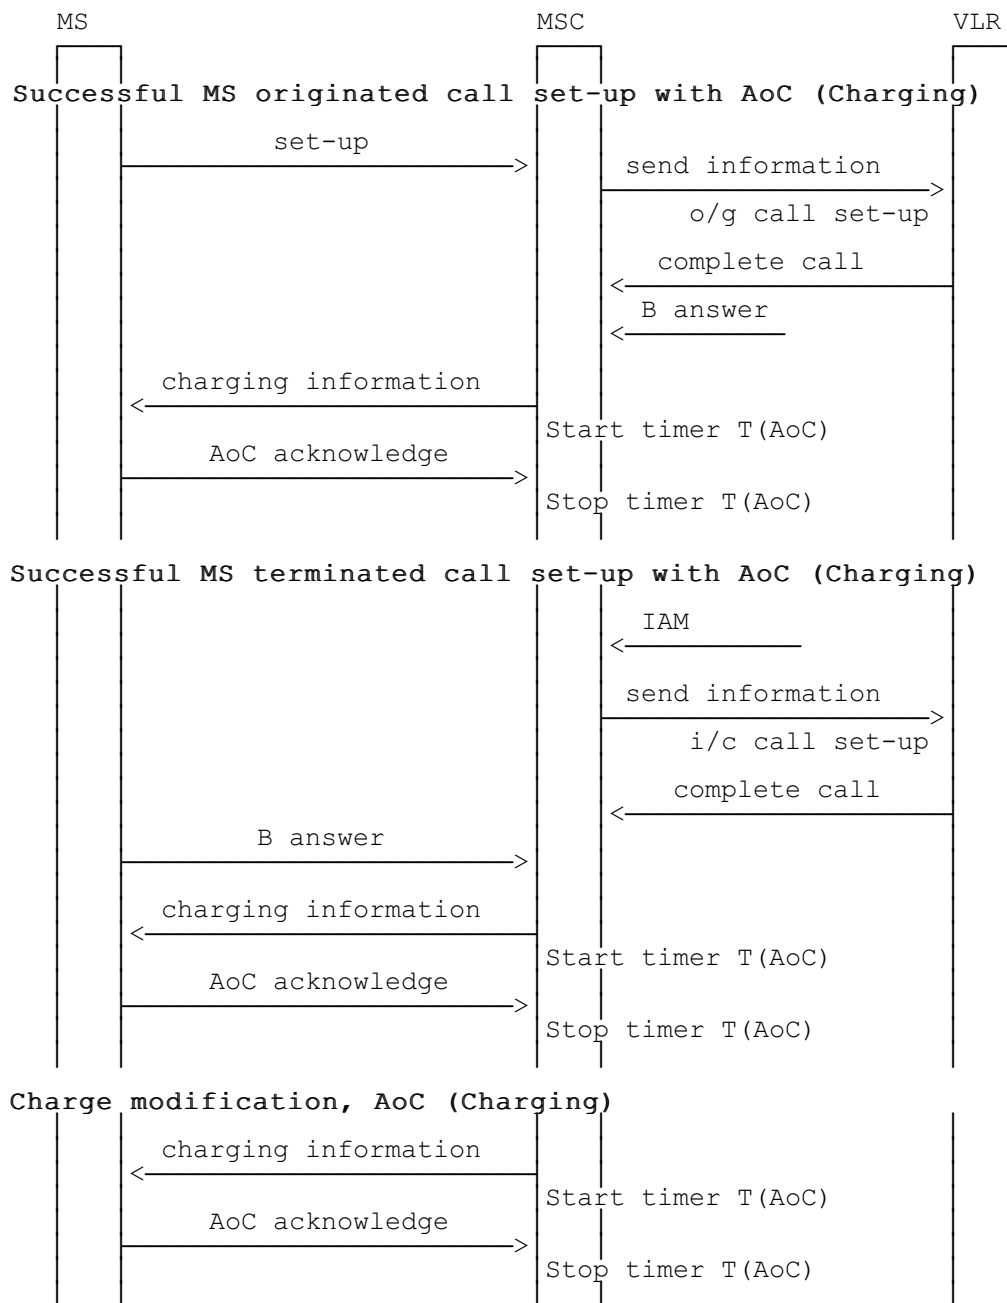 MS MSC VLR
Successful MS originated call set-up with AoC (Charging)
set-up
send information
o/g call set-up
complete call
B answer
charging information
Start timer T(AoC)
AoC acknowledge
Stop timer T(AoC)
Successful MS terminated call set-up with AoC (Charging)
IAM
send information
i/c call set-up
complete call
B answer
charging information
Start timer T(AoC)
AoC acknowledge
Stop timer T(AoC)
Charge modification, AoC (Charging)
charging information
Start timer T(AoC)
AoC acknowledge
Stop timer T(AoC)